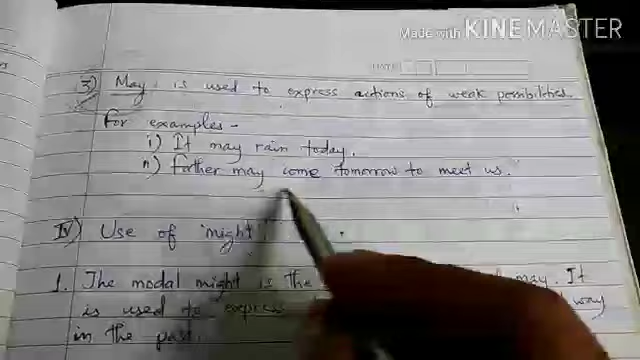 Made with KINEMASTER
DATE
3) May is used to express actions of weak possibilities.
For examples -
i) It may rain today.
ii) Father may come tomorrow to meet us.
IV) Use of 'might'
1. The modal might is the may. It
is used to express way
in the past.